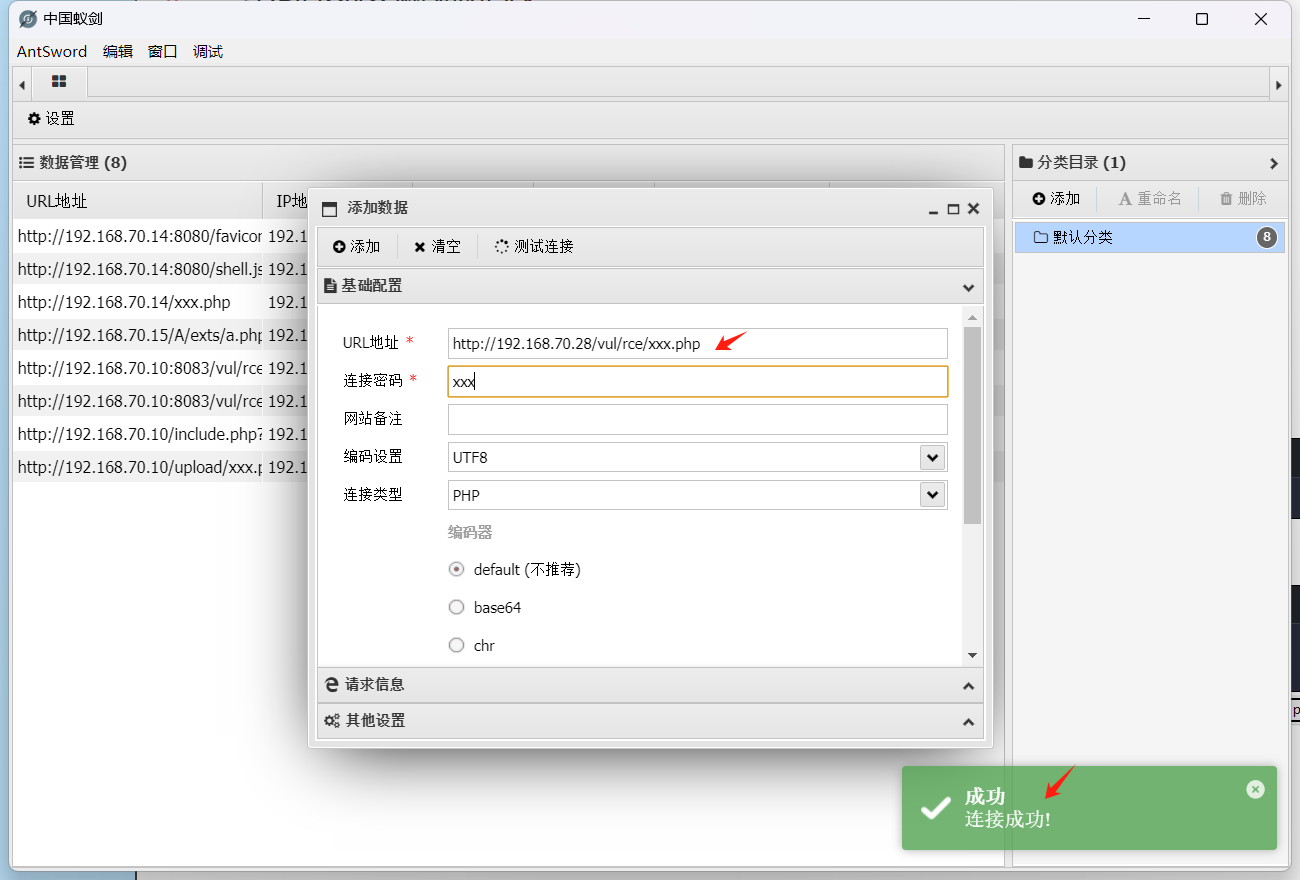 中国蚁剑
AntSword 编辑 窗口 调试
设置
数据管理 (8)
URL地址 IP地
http://192.168.70.14:8080/favicor 192.1
http://192.168.70.14:8080/shell.js 192.1
http://192.168.70.14/xxx.php 192.1
http://192.168.70.15/A/exts/a.php 192.1
http://192.168.70.10:8083/vul/rce 192.1
http://192.168.70.10:8083/vul/rce 192.1
http://192.168.70.10/include.php? 192.1
http://192.168.70.10/upload/xxx.p 192.1
添加数据
添加 清空 测试连接
基础配置
URL地址 * http://192.168.70.28/vul/rce/xxx.php
连接密码 * xxx
网站备注
编码设置 UTF8
连接类型 PHP
编码器
default (不推荐)
base64
chr
请求信息
其他设置
分类目录 (1)
添加 重命名 删除
默认分类 8
成功
连接成功!